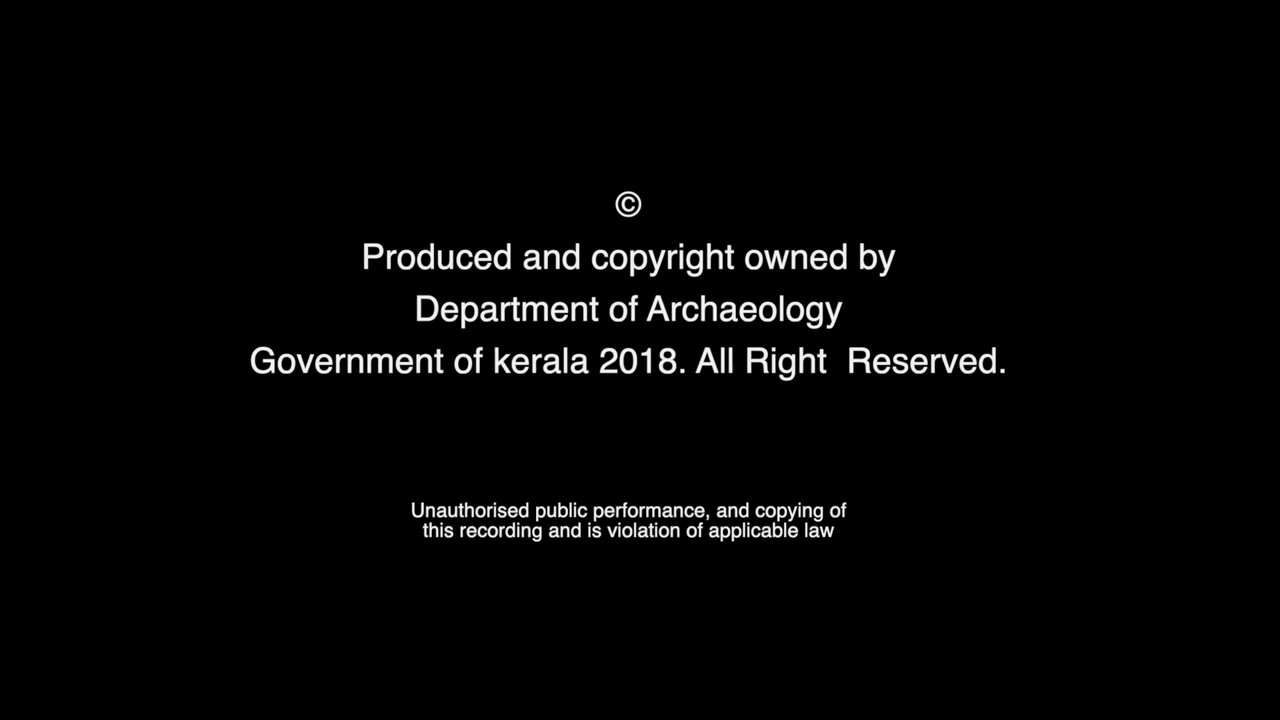 ©
Produced and copyright owned by
Department of Archaeology
Government of kerala 2018. All Right  Reserved.
Unauthorised public performance, and copying of
this recording and is violation of applicable law